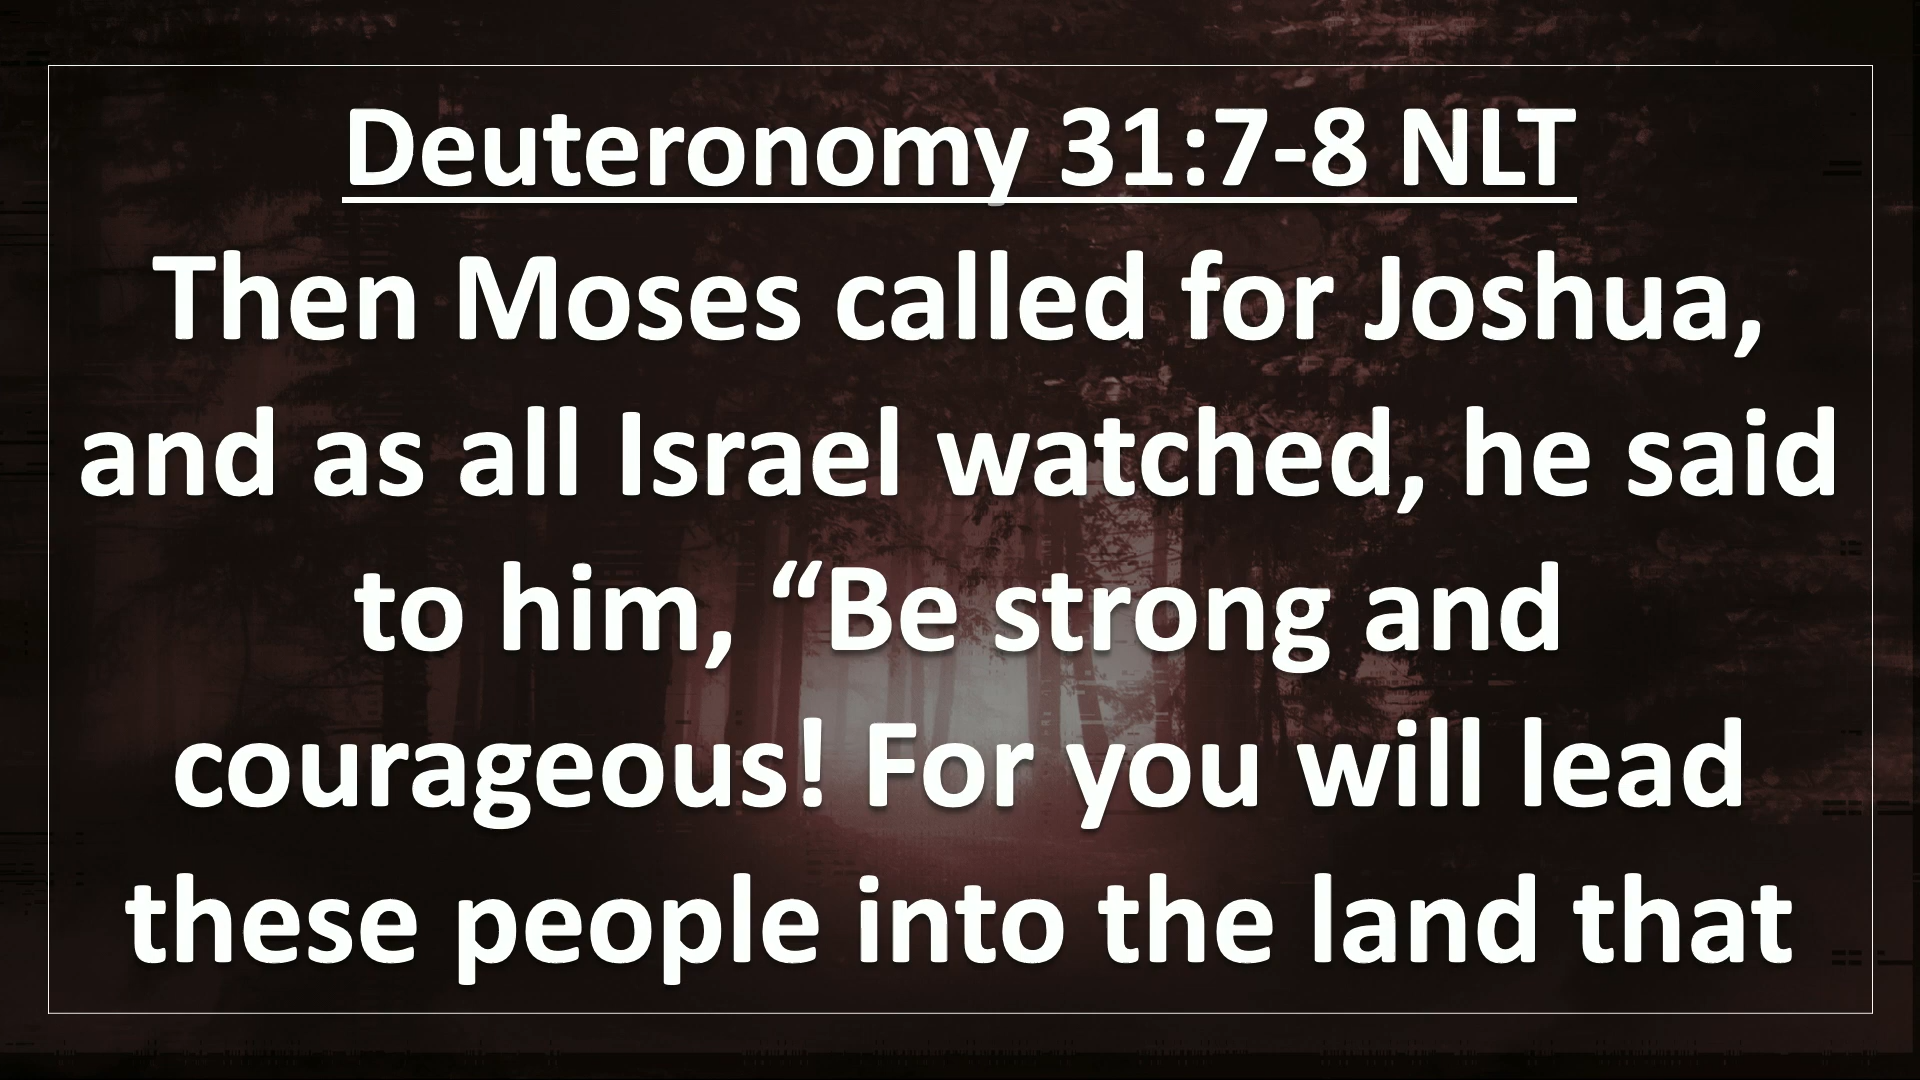 Deuteronomy 31:7-8 NLT
Then Moses called for Joshua,
and as all Israel watched, he said
to him, “Be strong and
courageous! For you will lead
these people into the land that